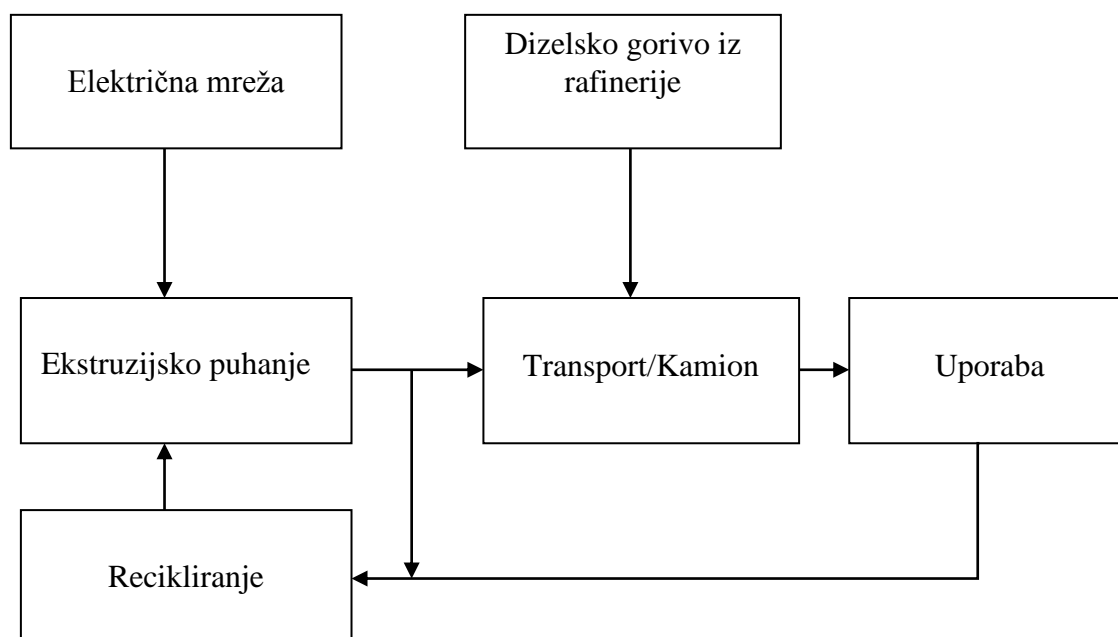 Električna mreža
Dizelsko gorivo iz
rafinerije
Ekstruzijsko puhanje
Transport/Kamion
Uporaba
Recikliranje